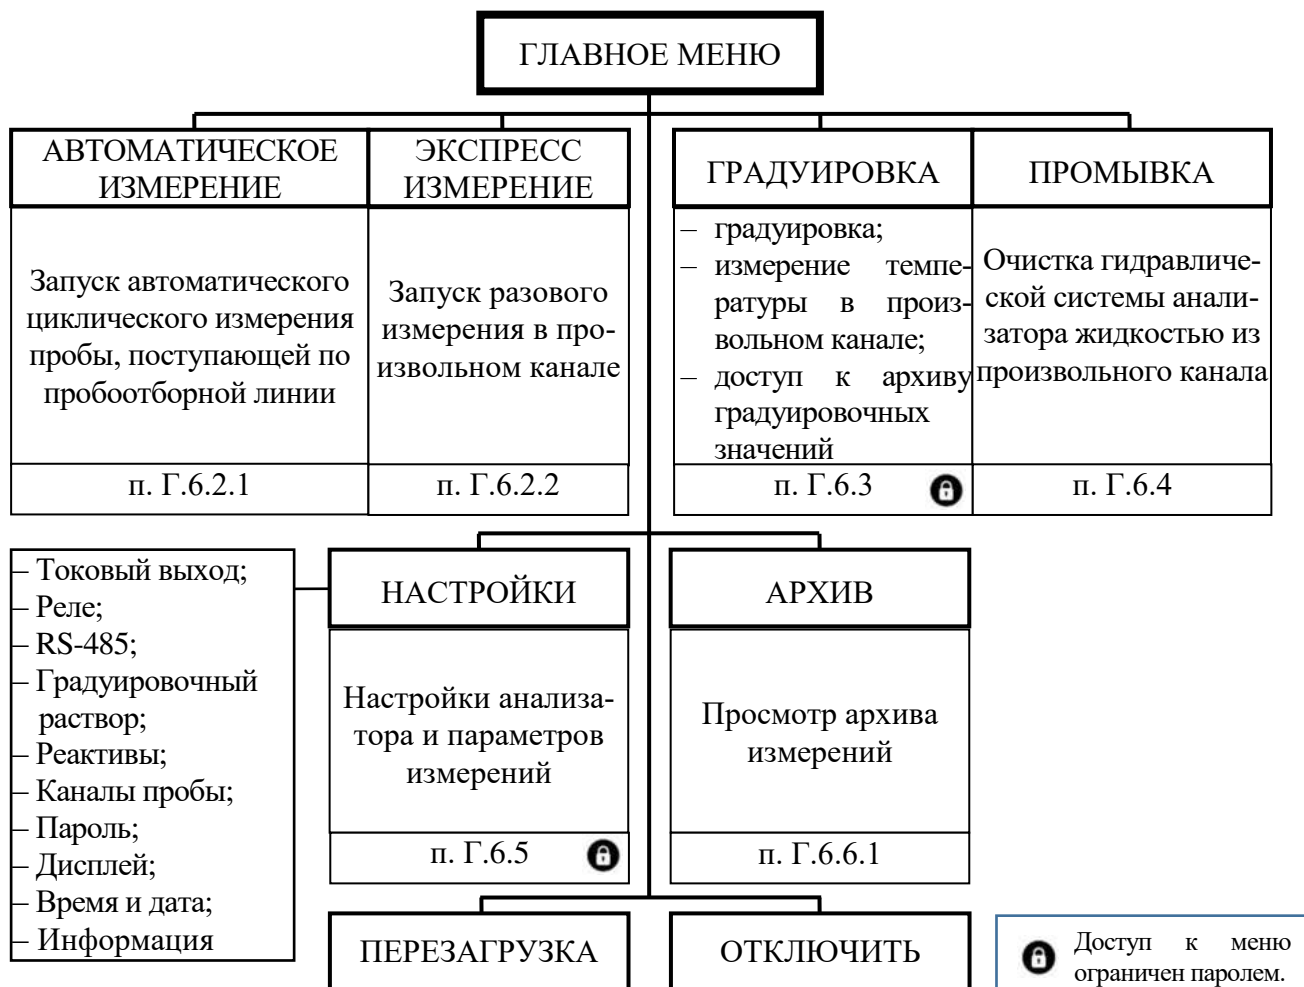 ГЛАВНОЕ МЕНЮ
АВТОМАТИЧЕСКОЕ
ИЗМЕРЕНИЕ
Запуск автоматического
циклического измерения
пробы, поступающей по
пробоотборной линии
п. Г.6.2.1
ЭКСПРЕСС
ИЗМЕРЕНИЕ
Запуск разового
измерения в про-
извольном канале
п. Г.6.2.2
ГРАДУИРОВКА
– градуировка;
– измерение темпе-
ратуры в произ-
вольном канале;
– доступ к архиву
градуировочных
значений
п. Г.6.3
ПРОМЫВКА
Очистка гидравличе-
ской системы анали-
затора жидкостью из
произвольного канала
п. Г.6.4
– Токовый выход;
– Реле;
– RS-485;
– Градуировочный
раствор;
– Реактивы;
– Каналы пробы;
– Пароль;
– Дисплей;
– Время и дата;
– Информация
НАСТРОЙКИ
Настройки анализа-
тора и параметров
измерений
п. Г.6.5
АРХИВ
Просмотр архива
измерений
п. Г.6.6.1
ПЕРЕЗАГРУЗКА
ОТКЛЮЧИТЬ
Доступ к меню
ограничен паролем.